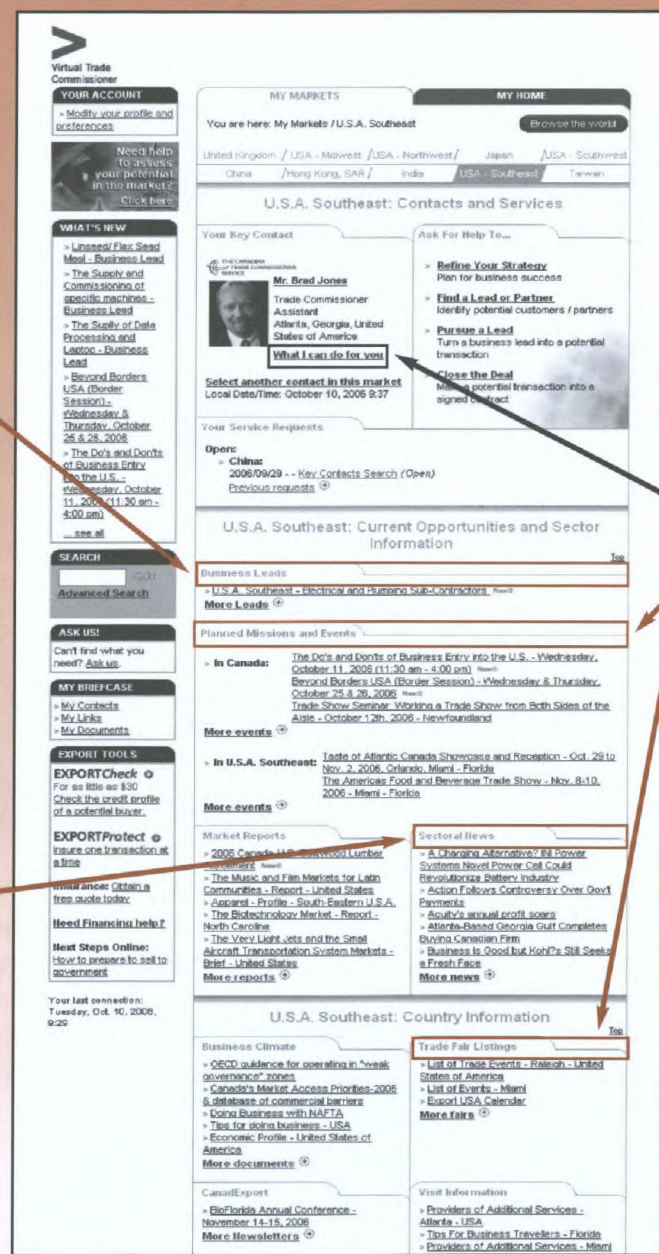 Virtual Trade
Commissioner
YOUR ACCOUNT
» Modify your profile and
preferences
Need help
to assess
your potential
in the market?
Click here
WHAT'S NEW
» Linseed/ Flax Seed
Meal - Business Lead
» The Supply and
Commissioning of
specific machines -
Business Lead
» The Suplly of Data
Processing and
Laptop - Business
Lead
» Beyond Borders
USA (Border
Session) -
Wednesday &
Thursday, October
25 & 26, 2006
» The Do's and Don'ts
of Business Entry
into the U.S. -
Wednesday, October
11, 2006 (11:30 am -
4:00 pm)
... see all
SEARCH
GO!
Advanced Search
ASK US!
Can't find what you
need? Ask us.
MY BRIEFCASE
» My Contacts
» My Links
» My Documents
EXPORT TOOLS
EXPORTCheck
For as little as $30
Check the credit profile
of a potential buyer.
EXPORTProtect
Insure one transaction at
a time
Insurance: Obtain a
free quote today
Need Financing help?
Next Steps Online:
How to prepare to sell to
government
Your last connection:
Tuesday, Oct. 10, 2006,
9:29
MY MARKETS
MY HOME
You are here: My Markets / U.S.A. Southeast
Browse the world
United Kingdom / USA - Midwest / USA - Northwest / Japan / USA - Southwest
China / Hong Kong, SAR / India / USA - Southeast / Taiwan
U.S.A. Southeast: Contacts and Services
Your Key Contact
THE CANADIAN
TRADE COMMISSIONER
SERVICE
Mr. Brad Jones
Trade Commissioner
Assistant
Atlanta, Georgia, United
States of America
What I can do for you
Select another contact in this market
Local Date/Time: October 10, 2006 9:37
Ask For Help To...
» Refine Your Strategy
Plan for business success
» Find a Lead or Partner
Identify potential customers / partners
» Pursue a Lead
Turn a business lead into a potential
transaction
» Close the Deal
Make a potential transaction into a
signed contract
Your Service Requests
Open:
» China:
2006/09/29 - - Key Contacts Search (Open)
Previous requests
U.S.A. Southeast: Current Opportunities and Sector
Information
Top
Business Leads
» U.S.A. Southeast - Electrical and Plumbing Sub-Contractors New!!
More Leads
Planned Missions and Events
» In Canada:
The Do's and Don'ts of Business Entry into the U.S. - Wednesday,
October 11, 2006 (11:30 am - 4:00 pm) New!!
Beyond Borders USA (Border Session) - Wednesday & Thursday,
October 25 & 26, 2006 New!!
Trade Show Seminar: Working a Trade Show from Both Sides of the
Aisle - October 12th, 2006 - Newfoundland
More events
» In U.S.A. Southeast:
Taste of Atlantic Canada Showcase and Reception - Oct. 29 to
Nov. 2, 2006, Orlando, Miami - Florida
The Americas Food and Beverage Trade Show - Nov. 8-10,
2006 - Miami - Florida
More events
Market Reports
» 2006 Canada-U.S. Softwood Lumber
Agreement New!!
» The Music and Film Markets for Latin
Communities - Report - United States
» Apparel - Profile - South-Eastern U.S.A.
» The Biotechnology Market - Report -
North Carolina
» The Very Light Jets and the Small
Aircraft Transportation System Markets -
Brief - United States
More reports
Sectoral News
» A Charging Alternative? INI Power
Systems Novel Power Cell Could
Revolutionize Battery Industry
» Action Follows Controversy Over Gov't
Payments
» Acuity's annual profit soars
» Atlanta-Based Georgia Gulf Completes
Buying Canadian Firm
» Business Is Good but Kohl?s Still Seeks
a Fresh Face
More news
U.S.A. Southeast: Country Information
Top
Business Climate
» OECD guidance for operating in "weak
governance" zones
» Canada's Market Access Priorities-2006
& database of commercial barriers
» Doing Business with NAFTA
» Tips for doing business - USA
» Economic Profile - United States of
America
More documents
Trade Fair Listings
» List of Trade Events - Raleigh - United
States of America
» List of Events - Miami
» Export USA Calendar
More fairs
CanadExport
» BioFlorida Annual Conference -
November 14-15, 2006
More Newsletters
Visit Information
» Providers of Additional Services -
Atlanta - USA
» Tips For Business Travellers - Florida
» Providers of Additional Services - Miami